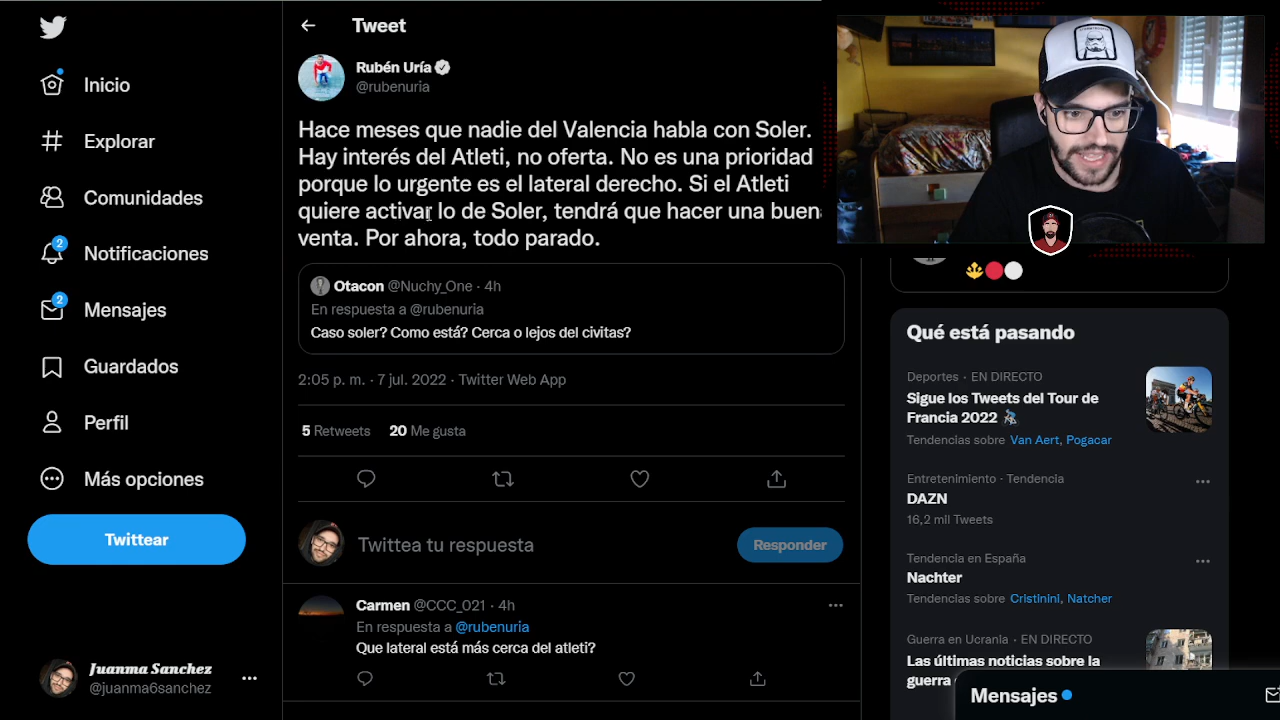 Tweet
Inicio
Explorar
Comunidades
2
Notificaciones
2
Mensajes
Guardados
Perfil
Más opciones
Twittear
Juanma Sanchez
@juanma6sanchez
Rubén Uría
@rubenuria
Hace meses que nadie del Valencia habla con Soler.
Hay interés del Atleti, no oferta. No es una prioridad
porque lo urgente es el lateral derecho. Si el Atleti
quiere activar lo de Soler, tendrá que hacer una buen
venta. Por ahora, todo parado.
Otacon @Nuchy_One · 4h
En respuesta a @rubenuria
Caso soler? Como está? Cerca o lejos del civitas?
2:05 p. m. · 7 jul. 2022 · Twitter Web App
5 Retweets 20 Me gusta
Twittea tu respuesta
Responder
Carmen @CCC_021 · 4h
En respuesta a @rubenuria
Que lateral está más cerca del atleti?
Qué está pasando
Deportes · EN DIRECTO
Sigue los Tweets del Tour de
Francia 2022
Tendencias sobre Van Aert, Pogacar
Entretenimiento · Tendencia
DAZN
16,2 mil Tweets
Tendencia en España
Nachter
Tendencias sobre Cristinini, Natcher
Guerra en Ucrania · EN DIRECTO
Las últimas noticias sobre la
guerra
Mensajes